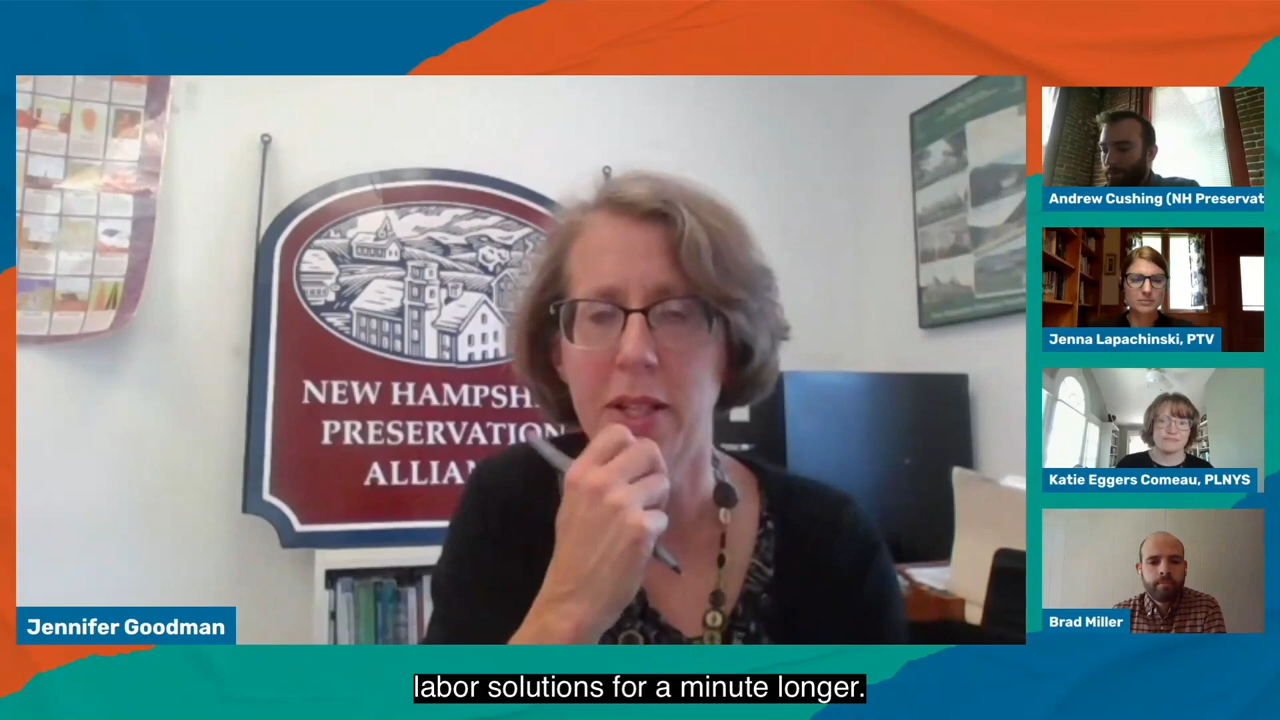 NEW HAMPSH
PRESERVATION
ALLIAN
Jennifer Goodman
Andrew Cushing (NH Preservat
Jenna Lapachinski, PTV
Katie Eggers Comeau, PLNYS
Brad Miller
labor solutions for a minute longer.